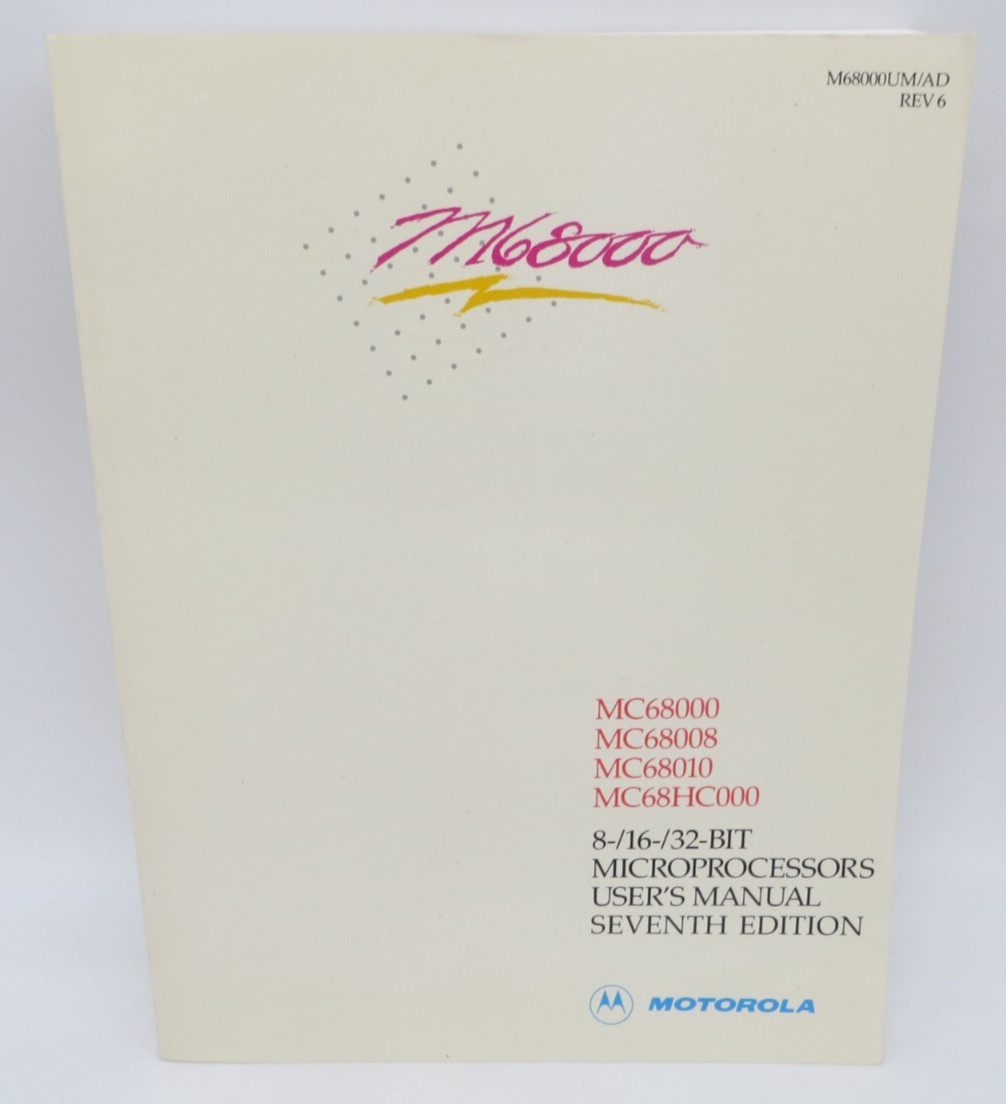 M68000UM/AD
REV 6
M68000
MC68000
MC68008
MC68010
MC68HC000
8-/16-/32-BIT
MICROPROCESSORS
USER'S MANUAL
SEVENTH EDITION
MOTOROLA